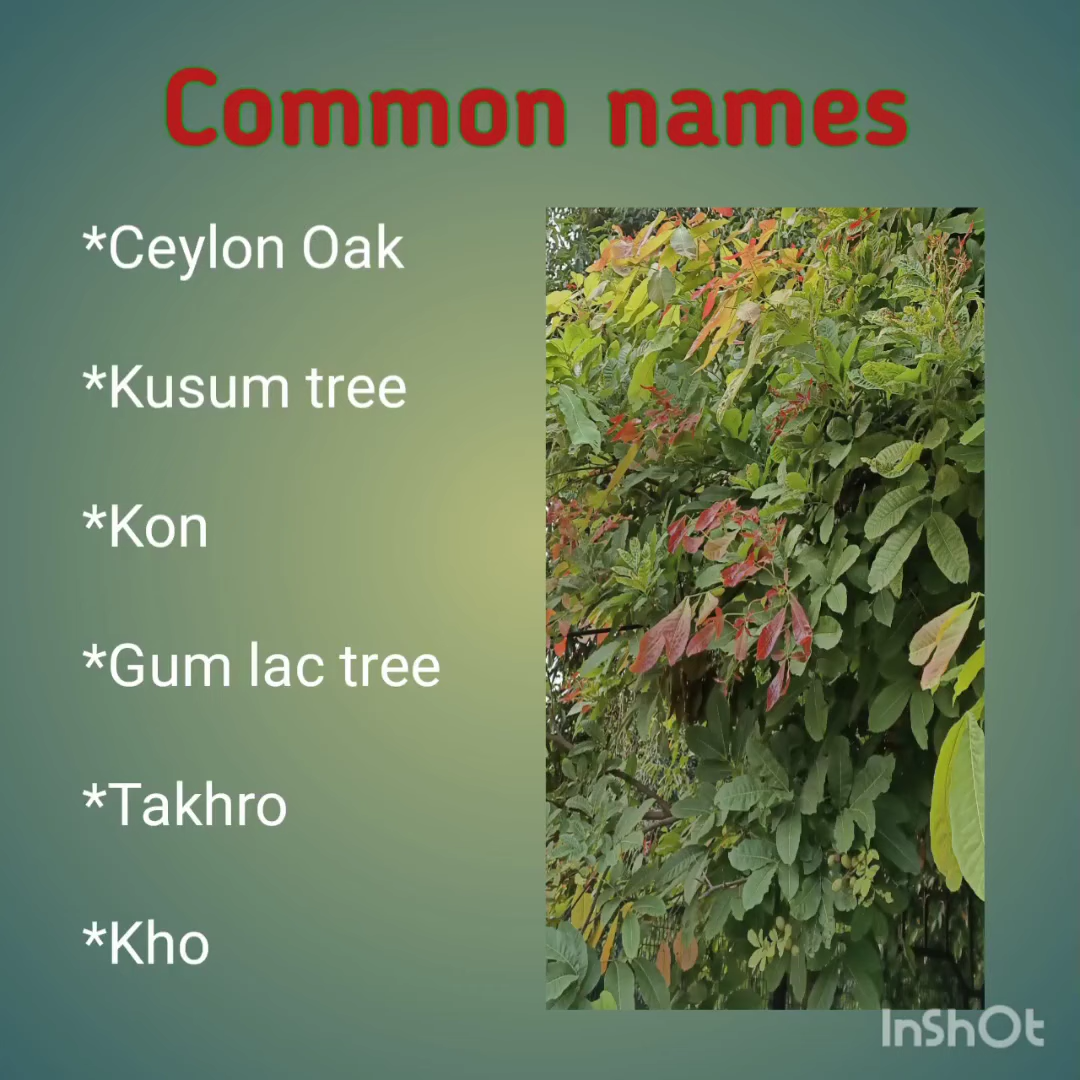 Common names
*Ceylon Oak
*Kusum tree
*Kon
*Gum lac tree
*Takhro
*Kho
InShOt